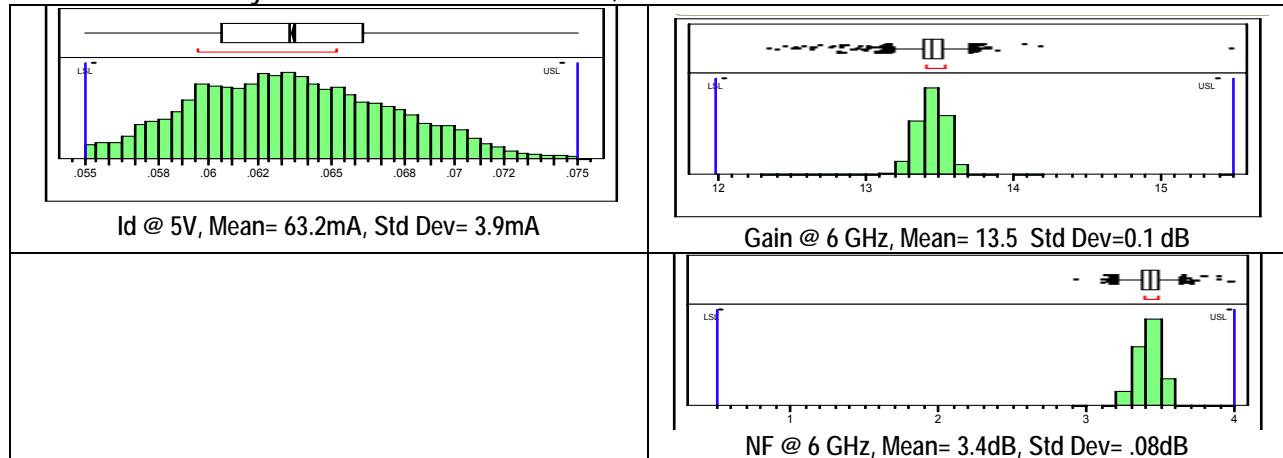 LSL
USL
.055
.058
.06
.062
.065
.068
.07
.072
.075
Id @ 5V, Mean= 63.2mA, Std Dev= 3.9mA
LSL
USL
12
13
14
15
Gain @ 6 GHz, Mean= 13.5 Std Dev=0.1 dB
LSL
USL
1
2
3
4
NF @ 6 GHz, Mean= 3.4dB, Std Dev= .08dB